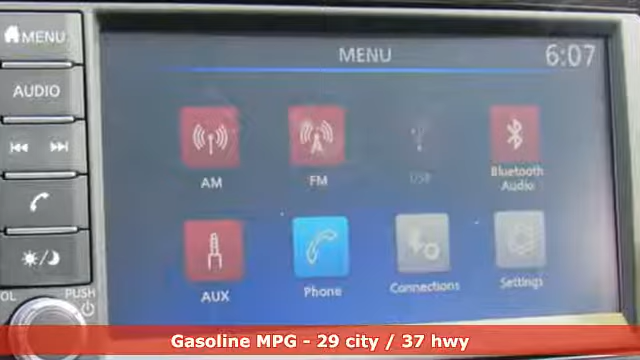 MENU
MENU
6:07
AUDIO
AM
FM
USB
Bluetooth
Audio
AUX
Phone
Connections
Settings
OL
PUSH
Gasoline MPG - 29 city / 37 hwy